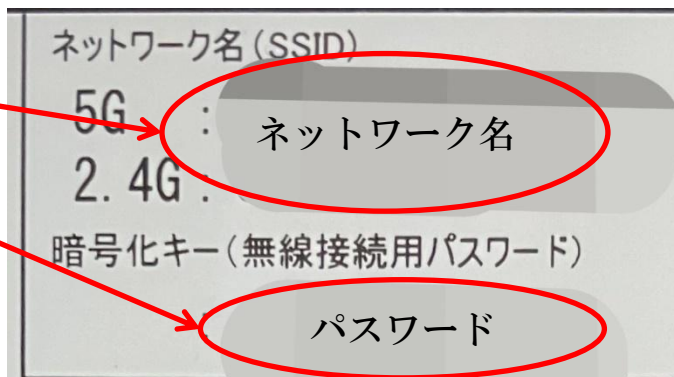 ネットワーク名(SSID)
5G : ネットワーク名
2.4G :
暗号化キー(無線接続用パスワード)
: パスワード